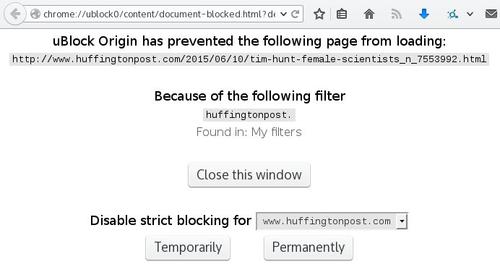 chrome://ublock0/content/document-blocked.html?de
uBlock Origin has prevented the following page from loading:
http://www.huffingtonpost.com/2015/06/10/tim-hunt-female-scientists_n_7553992.html
Because of the following filter
huffingtonpost.
Found in: My filters
Close this window
Disable strict blocking for www.huffingtonpost.com
Temporarily Permanently